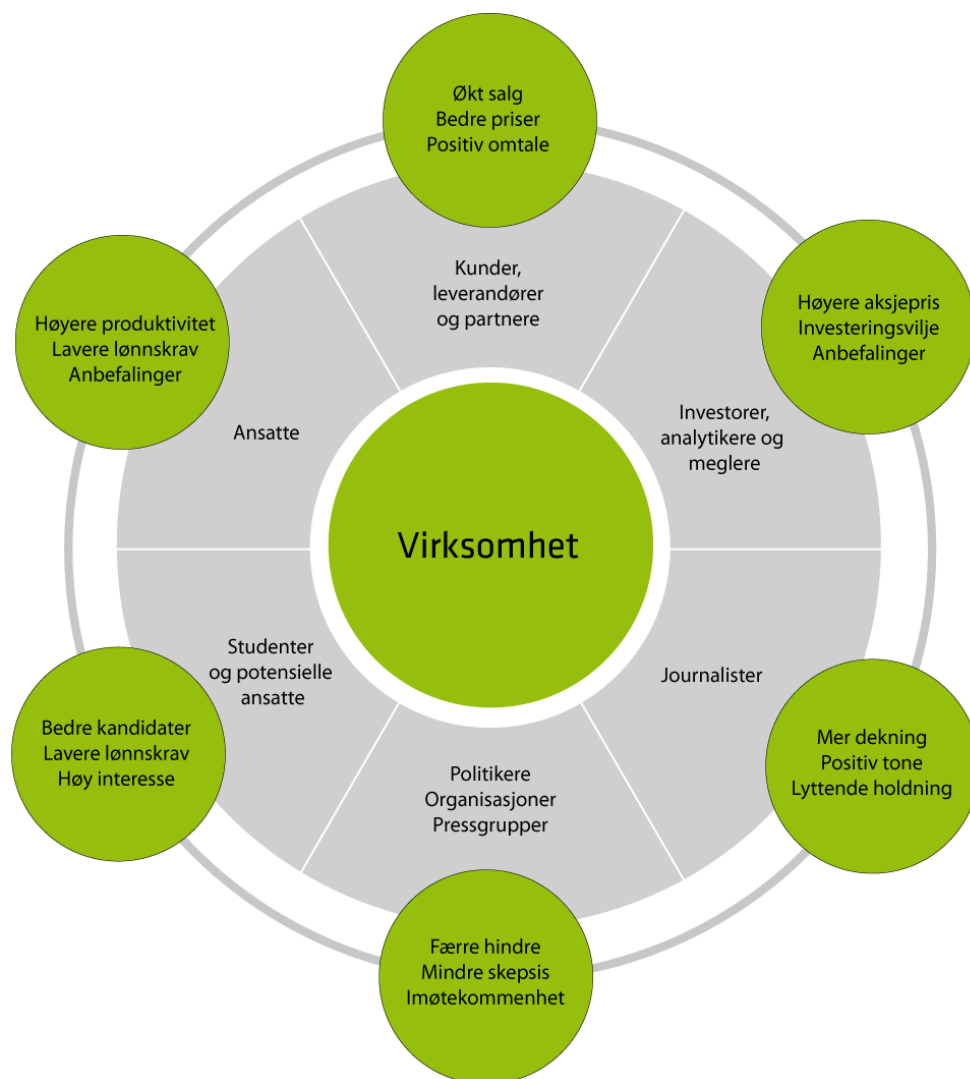 Økt salg
Bedre priser
Positiv omtale
Kunder,
leverandører
og partnere
Høyere aksjepris
Investeringsvilje
Anbefalinger
Investorer,
analytikere og
meglere
Journalister
Mer dekning
Positiv tone
Lyttende holdning
Politikere
Organisasjoner
Pressgrupper
Færre hindre
Mindre skepsis
Imøtekommenhet
Studenter
og potensielle
ansatte
Bedre kandidater
Lavere lønnskrav
Høy interesse
Ansatte
Høyere produktivitet
Lavere lønnskrav
Anbefalinger
Virksomhet